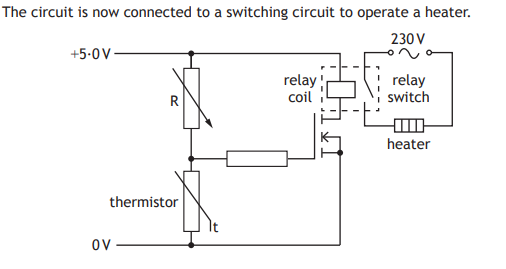 The circuit is now connected to a switching circuit to operate a heater.
230 V
+5·0 V
relay coil
relay switch
R
heater
thermistor
t
0 V